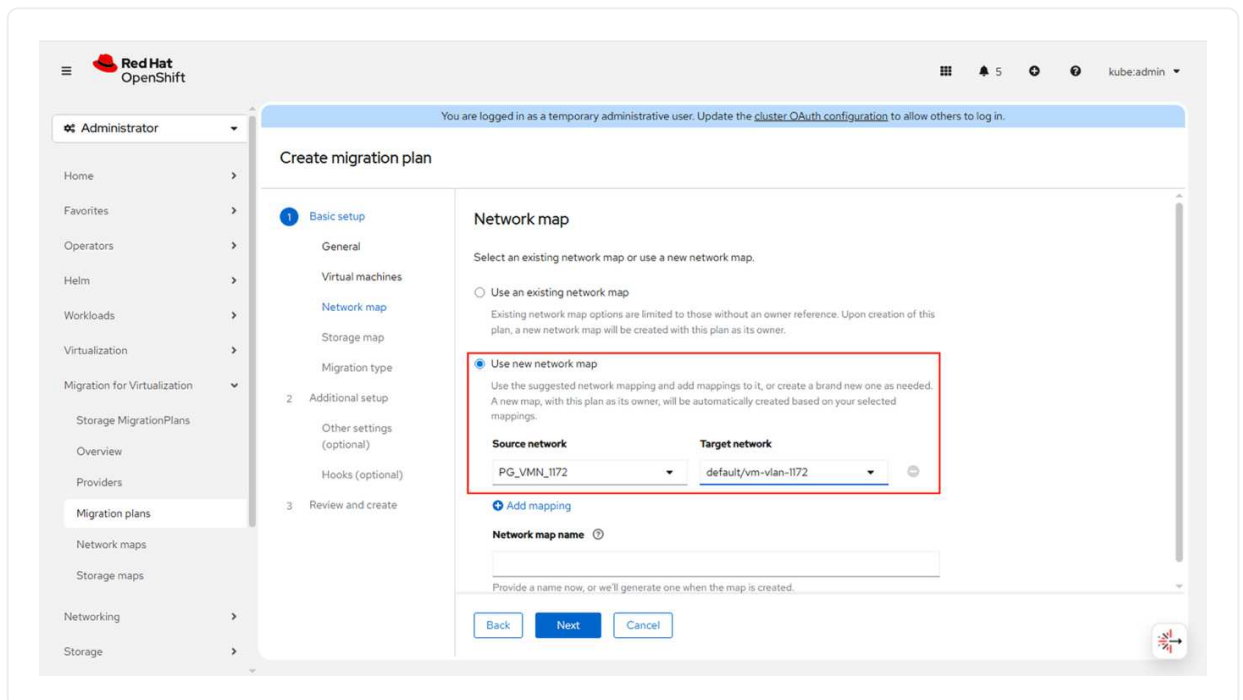 Red Hat
OpenShift
5
kube:admin
Administrator
You are logged in as a temporary administrative user. Update the cluster OAuth configuration to allow others to log in.
Home
Favorites
Operators
Helm
Workloads
Virtualization
Migration for Virtualization
Storage MigrationPlans
Overview
Providers
Migration plans
Network maps
Storage maps
Networking
Storage
Create migration plan
1 Basic setup
General
Virtual machines
Network map
Storage map
Migration type
2 Additional setup
Other settings
(optional)
Hooks (optional)
3 Review and create
Network map
Select an existing network map or use a new network map.
Use an existing network map
Existing network map options are limited to those without an owner reference. Upon creation of this
plan, a new network map will be created with this plan as its owner.
Use new network map
Use the suggested network mapping and add mappings to it, or create a brand new one as needed.
A new map, with this plan as its owner, will be automatically created based on your selected
mappings.
Source network Target network
PG_VMN_1172 default/vm-vlan-1172
Add mapping
Network map name
Provide a name now, or we'll generate one when the map is created.
Back Next Cancel